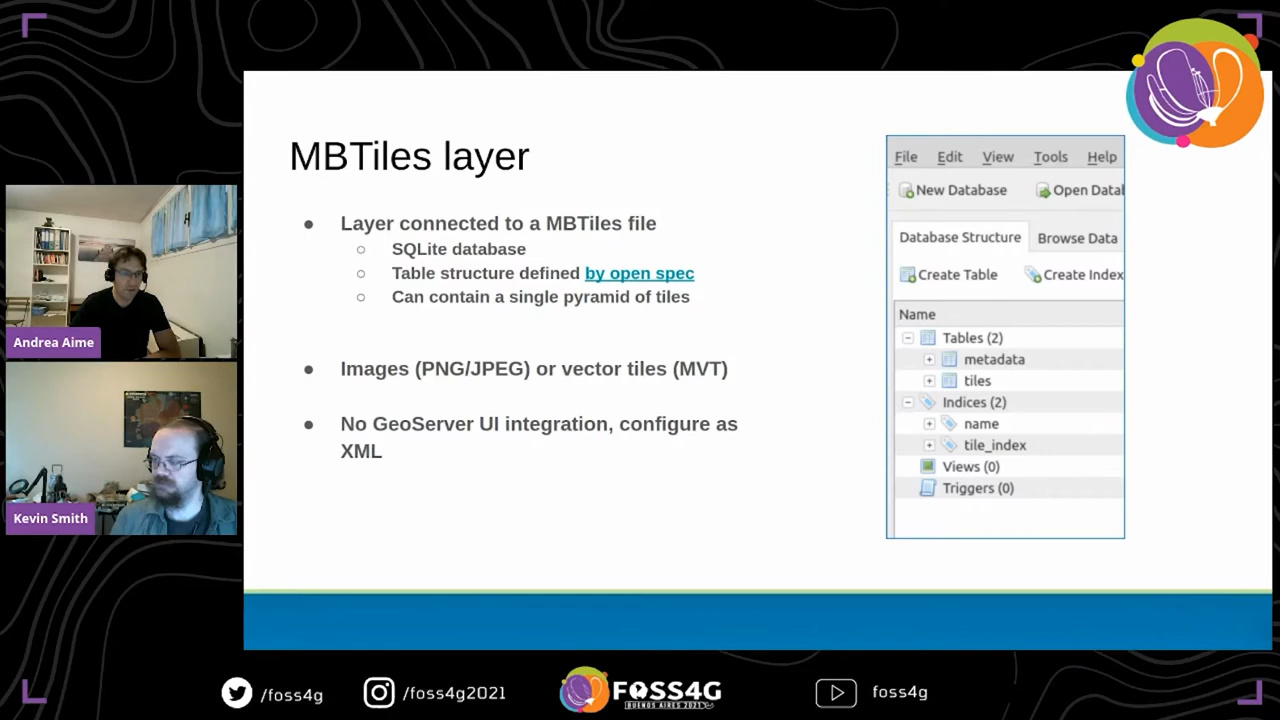 MBTiles layer
● Layer connected to a MBTiles file
○ SQLite database
○ Table structure defined by open spec
○ Can contain a single pyramid of tiles
● Images (PNG/JPEG) or vector tiles (MVT)
● No GeoServer UI integration, configure as
XML
File Edit View Tools Help
New Database Open Datal
Database Structure Browse Data
Create Table Create Index
Name
Tables (2)
metadata
tiles
Indices (2)
name
tile_index
Views (0)
Triggers (0)
Andrea Aime
Kevin Smith
/foss4g
/foss4g2021
FOSS4G
BUENOS AIRES 2021
foss4g